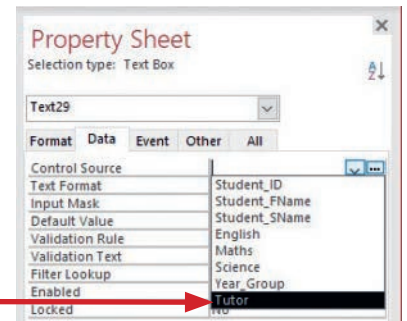 Property Sheet
Selection type: Text Box
Text29
Format Data Event Other All
Control Source
Text Format
Input Mask
Default Value
Validation Rule
Validation Text
Filter Lookup
Enabled
Locked
Student_ID
Student_FName
Student_SName
English
Maths
Science
Year_Group
Tutor
No